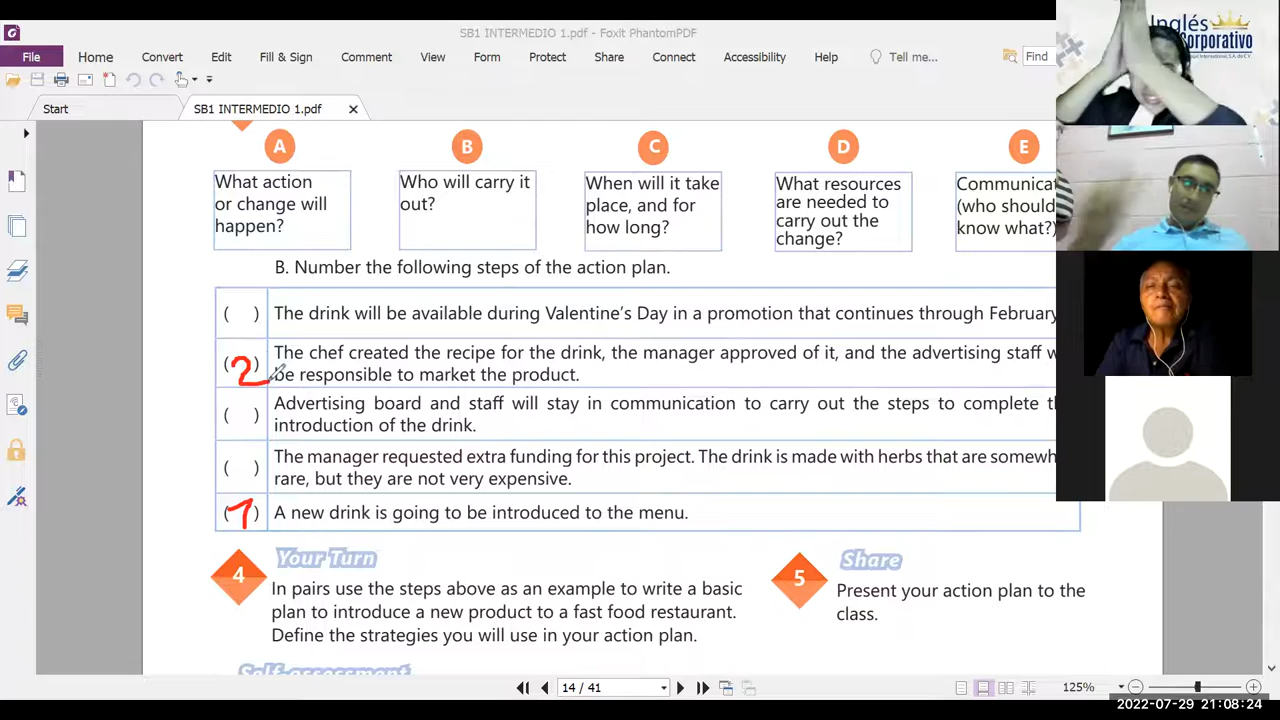 SB1 INTERMEDIO 1.pdf - Foxit PhantomPDF
File Home Convert Edit Fill & Sign Comment View Form Protect Share Connect Accessibility Help Tell me... Find
Start SB1 INTERMEDIO 1.pdf
Inglés
orporativo
A B C D E
What action
or change will
happen?
Who will carry it
out?
When will it take
place, and for
how long?
What resources
are needed to
carry out the
change?
Communicat
(who should
know what?)
B. Number the following steps of the action plan.
( ) The drink will be available during Valentine's Day in a promotion that continues through February
(2) The chef created the recipe for the drink, the manager approved of it, and the advertising staff w
be responsible to market the product.
( ) Advertising board and staff will stay in communication to carry out the steps to complete th
introduction of the drink.
( ) The manager requested extra funding for this project. The drink is made with herbs that are somewh
rare, but they are not very expensive.
(1) A new drink is going to be introduced to the menu.
4 Your Turn
In pairs use the steps above as an example to write a basic
plan to introduce a new product to a fast food restaurant.
Define the strategies you will use in your action plan.
5 Share
Present your action plan to the
class.
Self-assessment
14 / 41
125%
2022-07-29 21:08:24